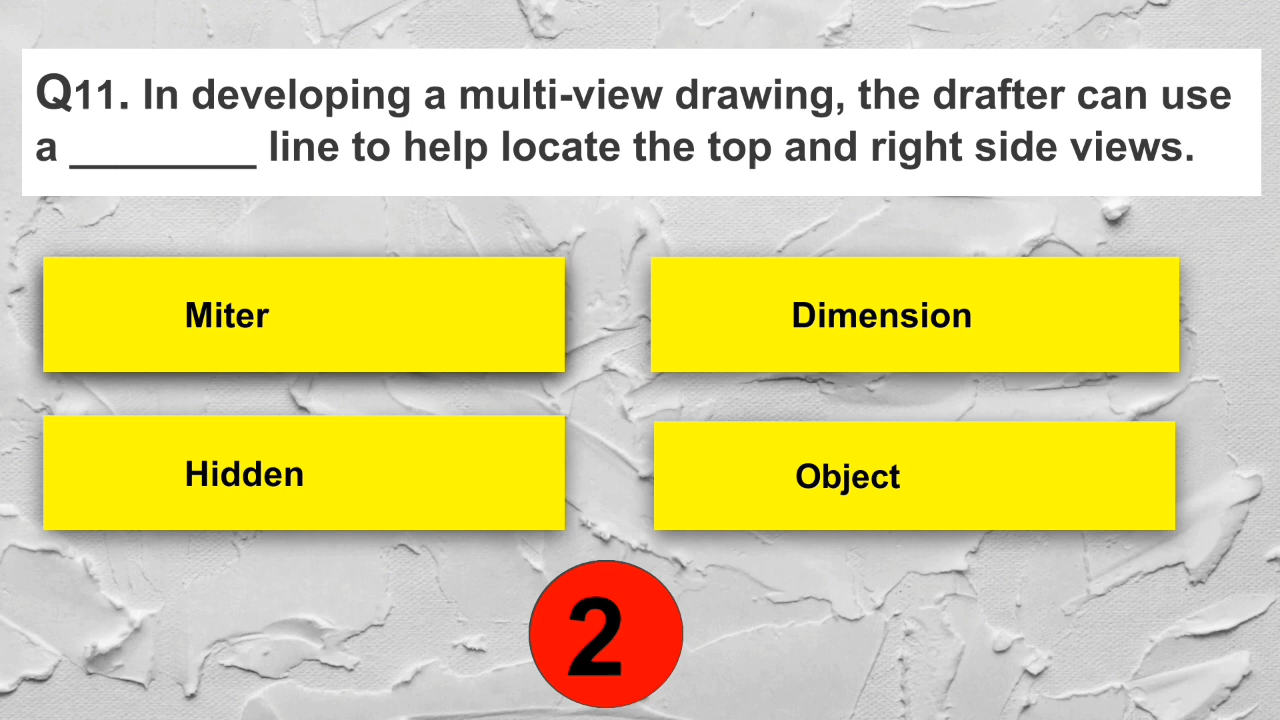 Q11. In developing a multi-view drawing, the drafter can use
a ________ line to help locate the top and right side views.
Miter
Dimension
Hidden
Object
2